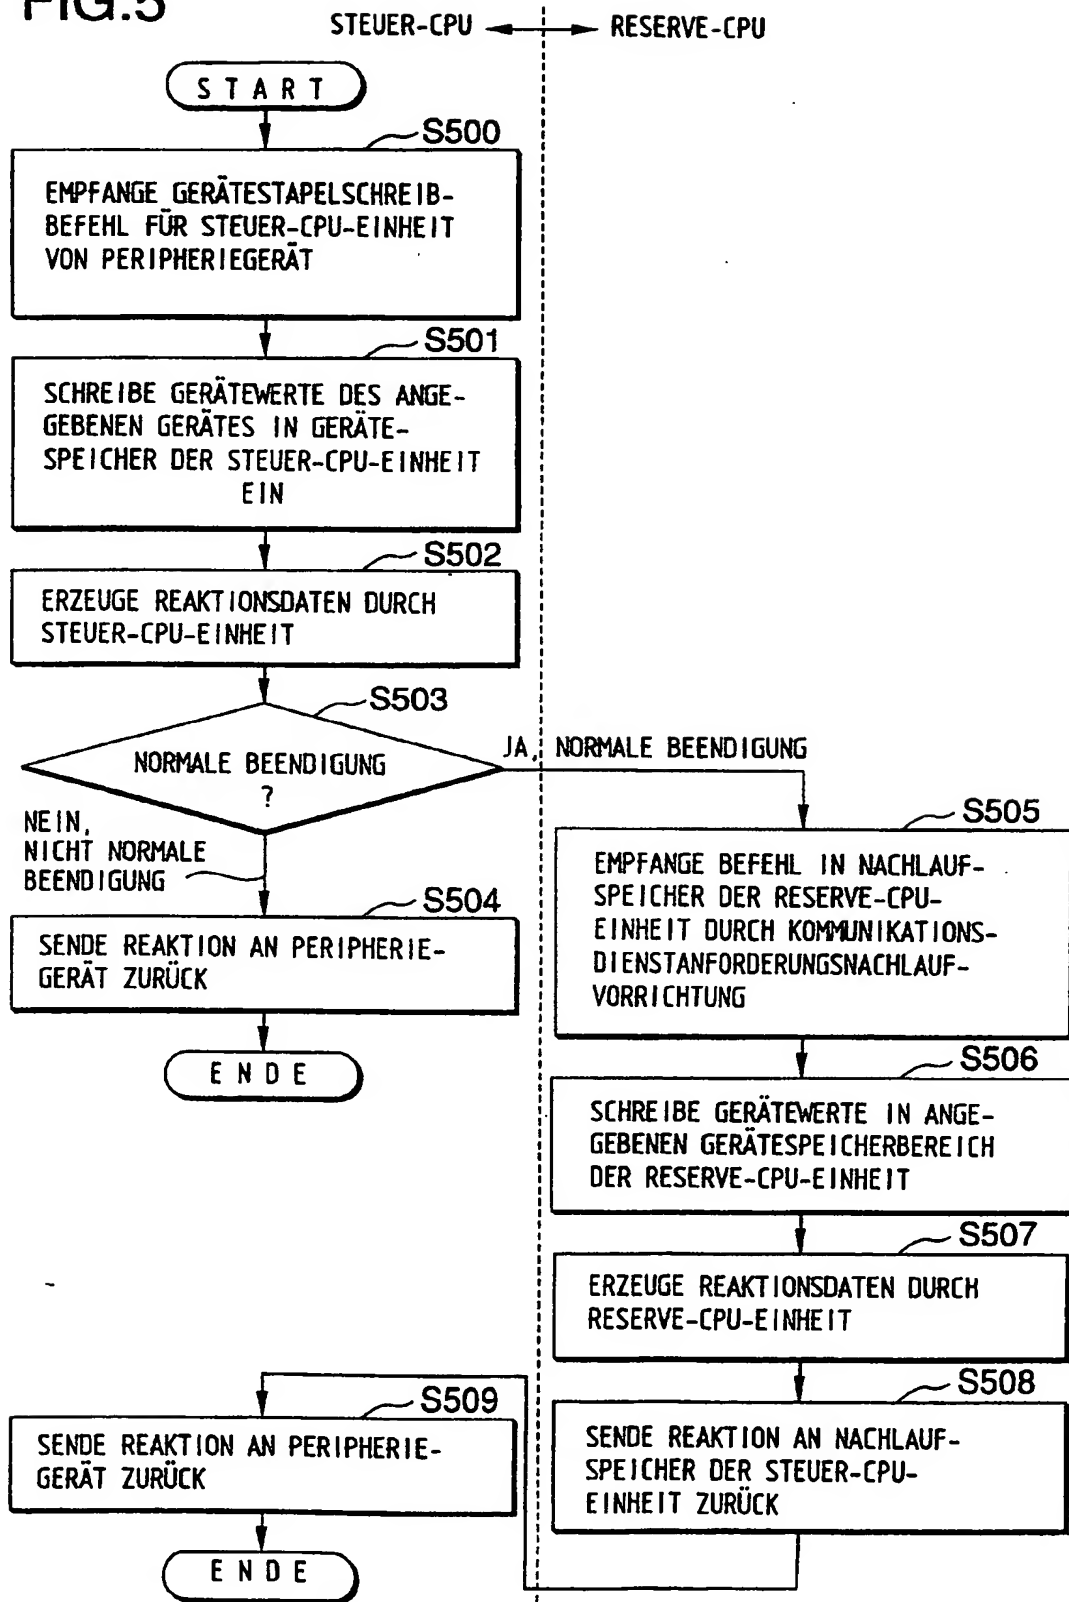 FIG.5
STEUER-CPU
RESERVE-CPU
START
S500
EMPFANGE GERÄTESTAPELSCHREIB-
BEFEHL FÜR STEUER-CPU-EINHEIT
VON PERIPHERIEGERÄT
S501
SCHREIBE GERÄTEWERTE DES ANGE-
GEBENEN GERÄTES IN GERÄTE-
SPEICHER DER STEUER-CPU-EINHEIT
EIN
S502
ERZEUGE REAKTIONSDATEN DURCH
STEUER-CPU-EINHEIT
S503
NORMALE BEENDIGUNG
?
JA, NORMALE BEENDIGUNG
NEIN,
NICHT NORMALE
BEENDIGUNG
S504
SENDE REAKTION AN PERIPHERIE-
GERÄT ZURÜCK
ENDE
S505
EMPFANGE BEFEHL IN NACHLAUF-
SPEICHER DER RESERVE-CPU-
EINHEIT DURCH KOMMUNIKATIONS-
DIENSTANFORDERUNGSNACHLAUF-
VORRICHTUNG
S506
SCHREIBE GERÄTEWERTE IN ANGE-
GEBENEN GERÄTESPEICHERBEREICH
DER RESERVE-CPU-EINHEIT
S507
ERZEUGE REAKTIONSDATEN DURCH
RESERVE-CPU-EINHEIT
S508
SENDE REAKTION AN NACHLAUF-
SPEICHER DER STEUER-CPU-
EINHEIT ZURÜCK
S509
SENDE REAKTION AN PERIPHERIE-
GERÄT ZURÜCK
ENDE